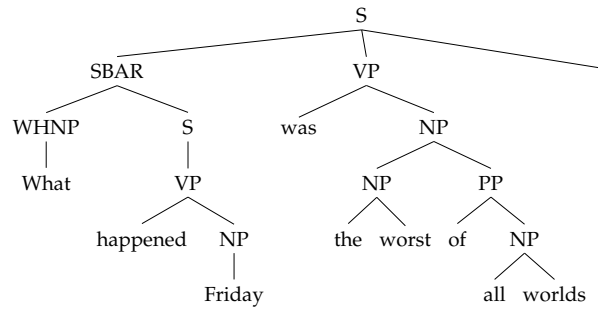 S
SBAR VP
WHNP S was NP
What VP NP PP
happened NP the worst of NP
Friday all worlds